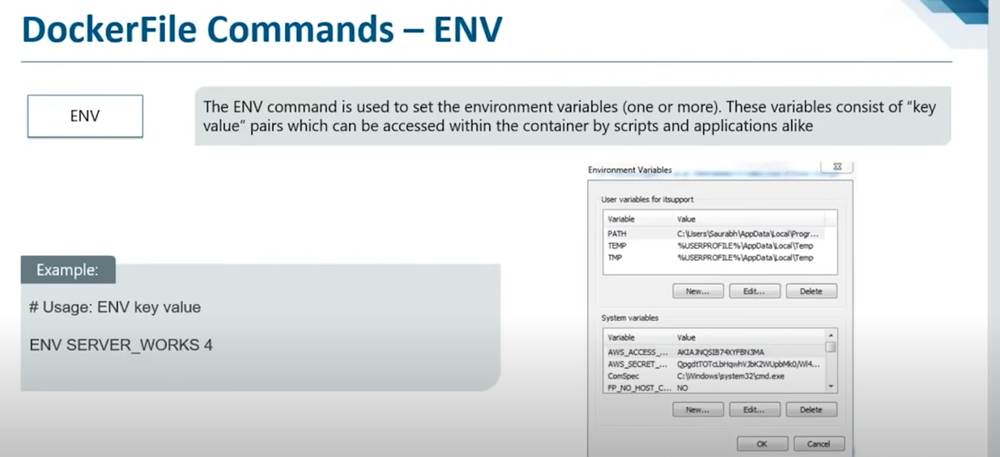 DockerFile Commands – ENV
ENV
The ENV command is used to set the environment variables (one or more). These variables consist of “key
value” pairs which can be accessed within the container by scripts and applications alike
Example:
# Usage: ENV key value
ENV SERVER_WORKS 4
Environment Variables
User variables for itsupport
Variable Value
PATH C:\Users\Saurabh\AppData\Local\Progr...
TEMP %USERPROFILE%\AppData\Local\Temp
TMP %USERPROFILE%\AppData\Local\Temp
New... Edit... Delete
System variables
Variable Value
AWS_ACCESS_...
AWS_SECRET_...
ComSpec C:\Windows\system32\cmd.exe
FP_NO_HOST_C... NO
New... Edit... Delete
OK Cancel